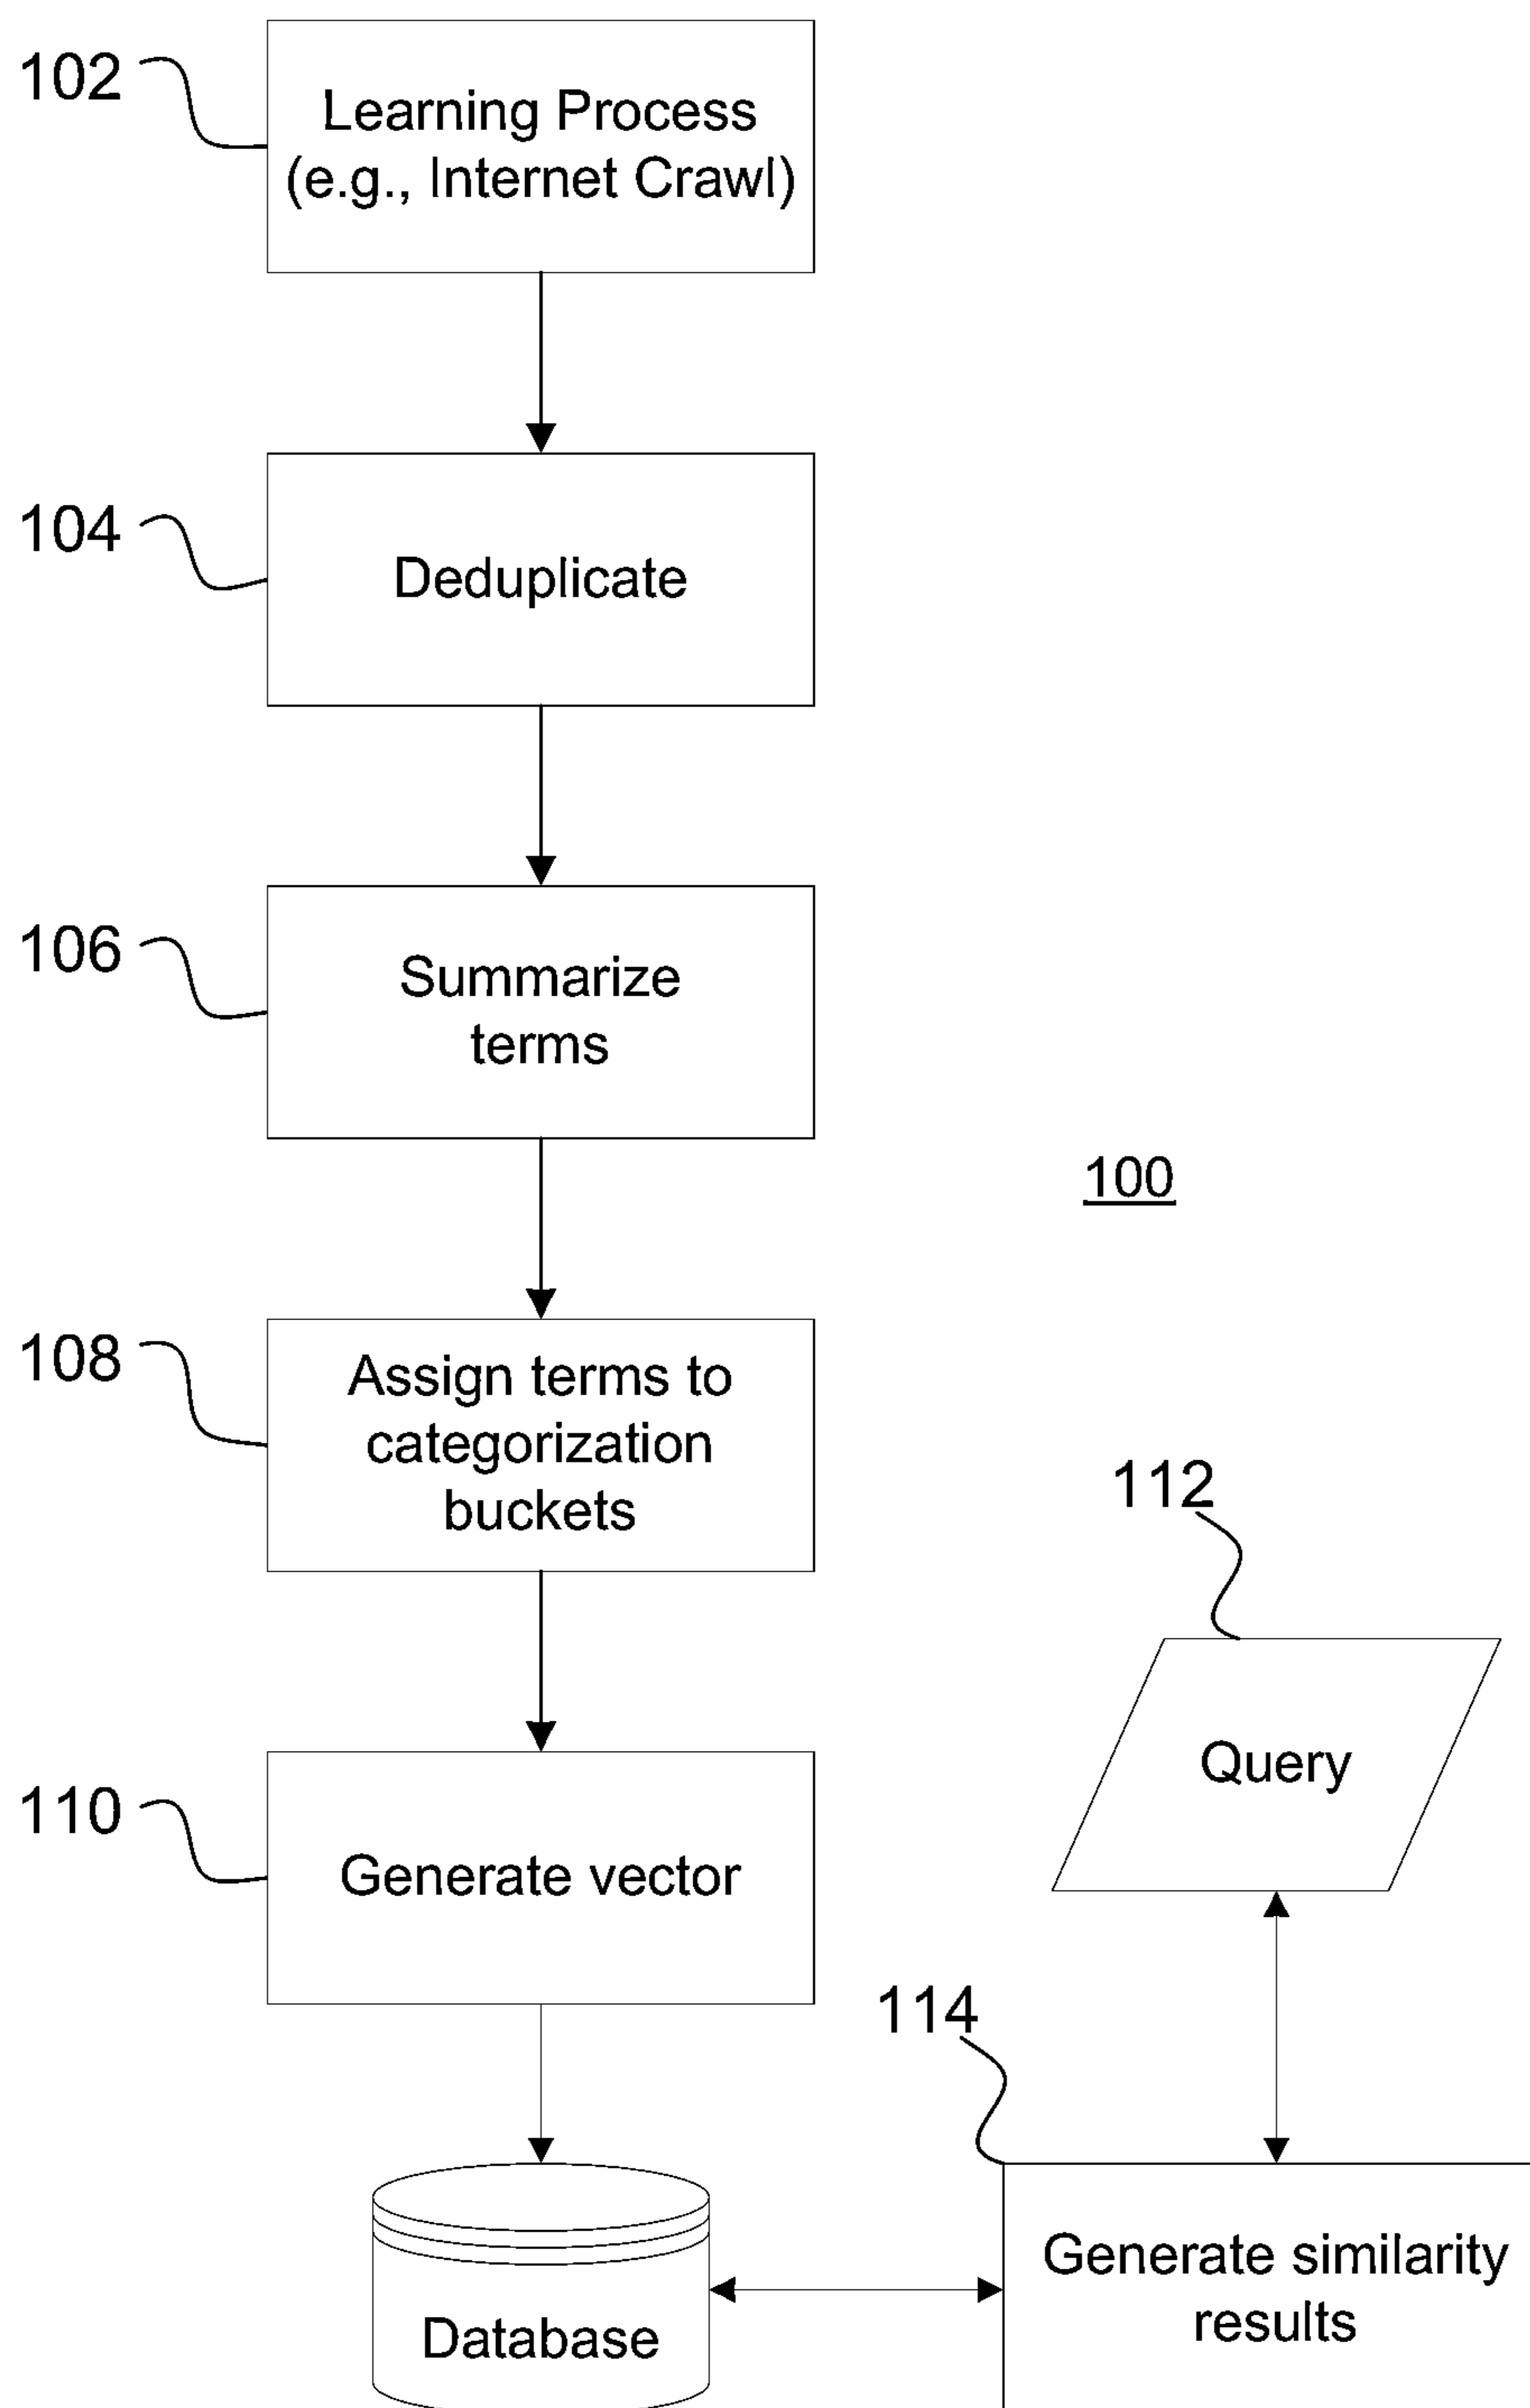 102
Learning Process
(e.g., Internet Crawl)
104
Deduplicate
106
Summarize
terms
100
108
Assign terms to
categorization
buckets
112
Query
110
Generate vector
114
Generate similarity
results
Database